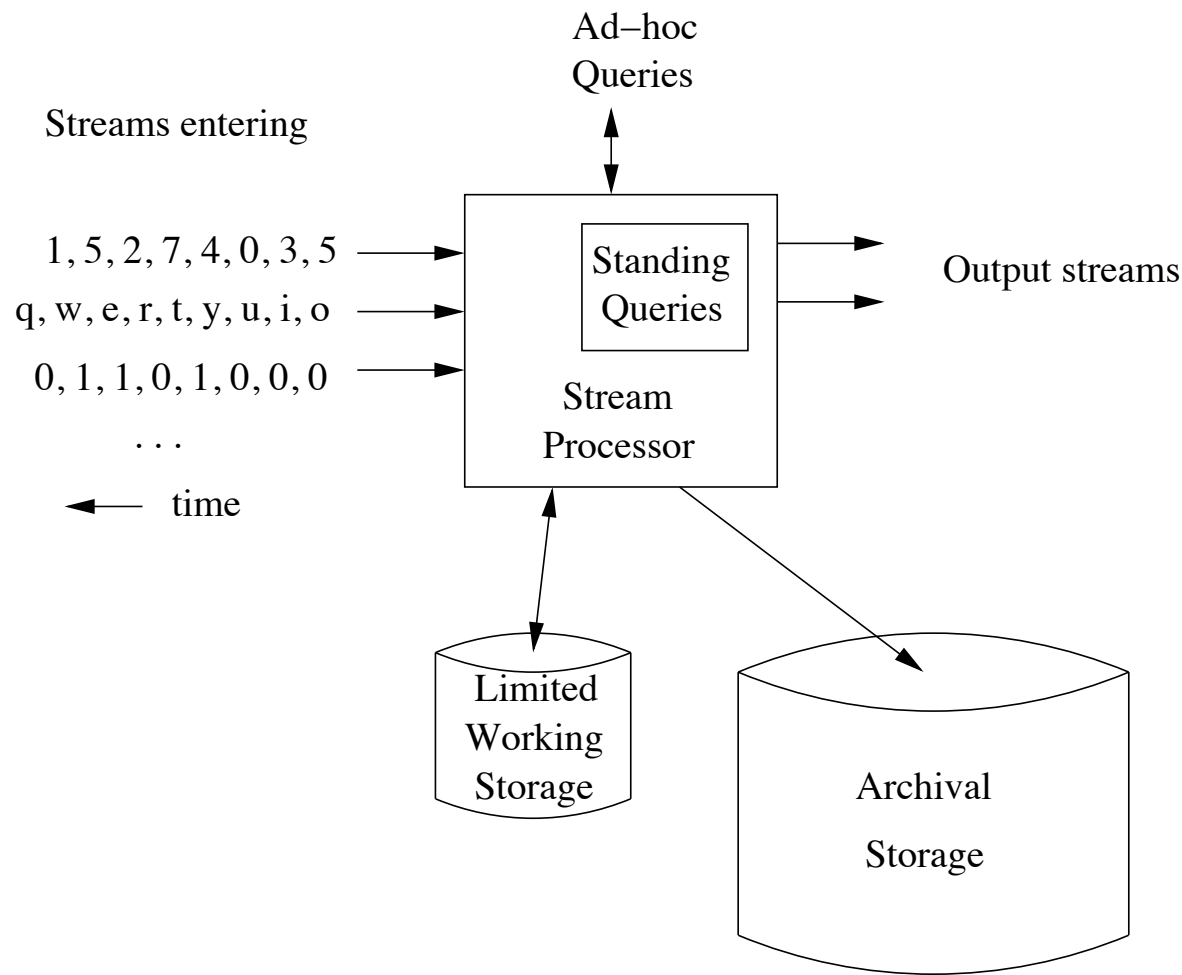 Ad–hoc
Queries
Streams entering
1, 5, 2, 7, 4, 0, 3, 5
q, w, e, r, t, y, u, i, o
0, 1, 1, 0, 1, 0, 0, 0
. . .
time
Standing
Queries
Stream
Processor
Output streams
Limited
Working
Storage
Archival
Storage